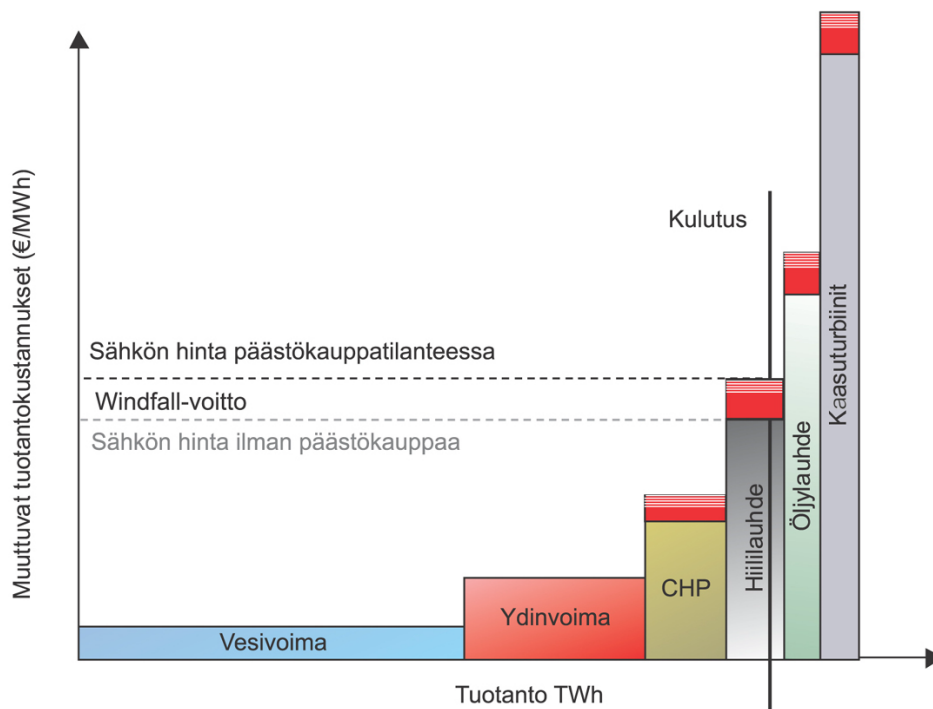 Muuttuvat tuotantokustannukset (€/MWh)
Kulutus
Sähkön hinta päästökauppatilanteessa
Windfall-voitto
Sähkön hinta ilman päästökauppaa
Vesivoima
Ydinvoima
CHP
Hiililauhde
Öljylauhde
Kaasuturbiinit
Tuotanto TWh